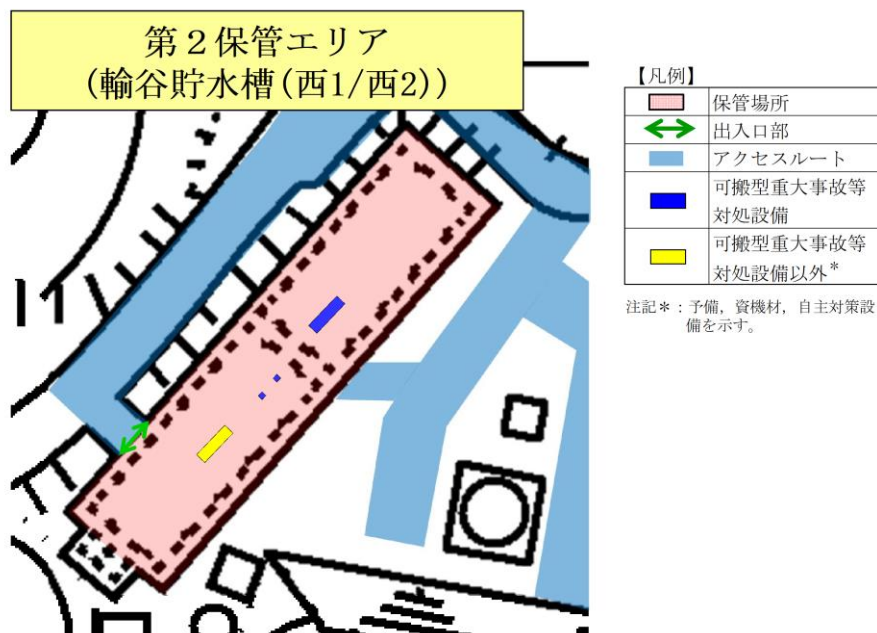 第２保管エリア
(輪谷貯水槽(西1/西2))
【凡例】
保管場所
出入口部
アクセスルート
可搬型重大事故等
対処設備
可搬型重大事故等
対処設備以外*
注記＊：予備，資機材，自主対策設
備を示す。